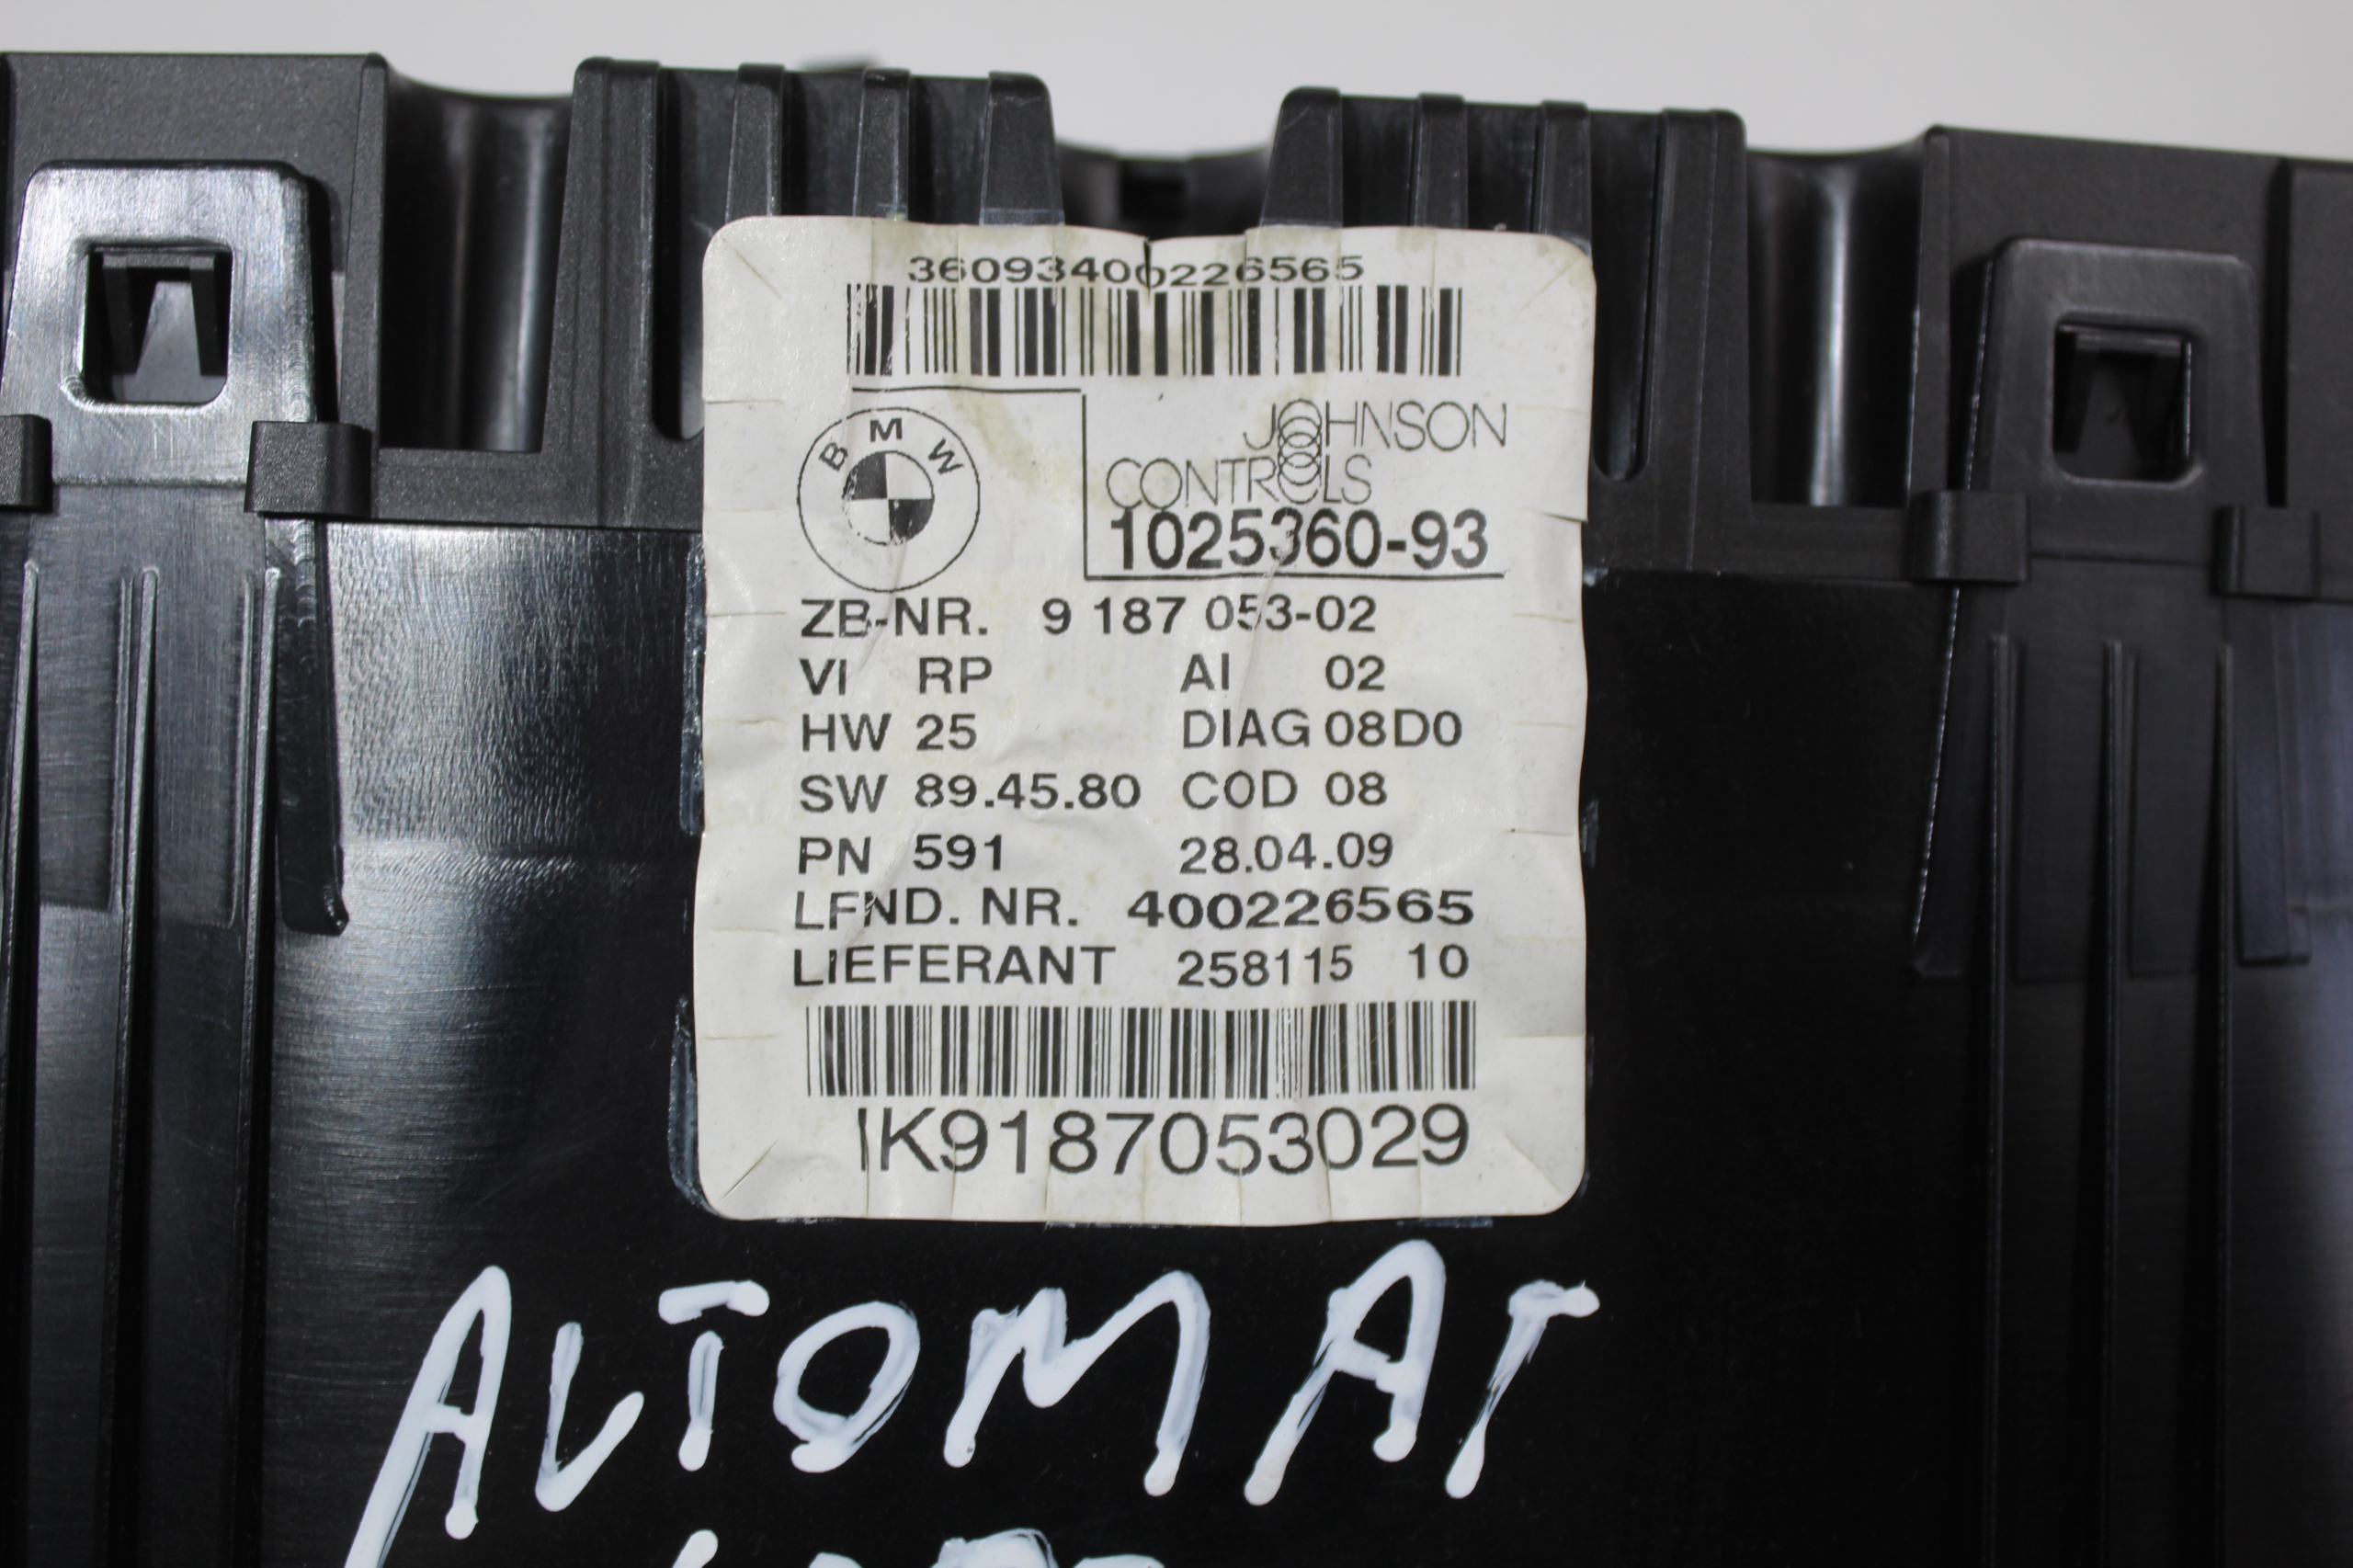 36093400226565
BMW
JOHNSON
CONTROLS
1025360-93
ZB-NR. 9 187 053-02
VI RP AI 02
HW 25 DIAG 08D0
SW 89.45.80 COD 08
PN 591 28.04.09
LFND. NR. 400226565
LIEFERANT 258115 10
IK9187053029
AUTOMAT